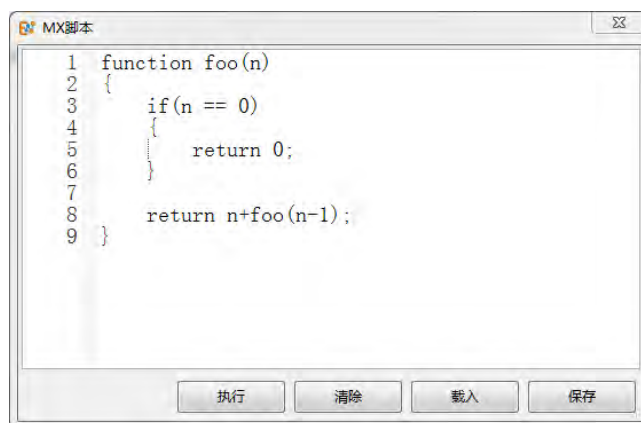 MX脚本
1 function foo(n)
2 {
3     if(n == 0)
4     {
5         return 0;
6     }
7
8     return n+foo(n-1);
9 }
执行 清除 载入 保存